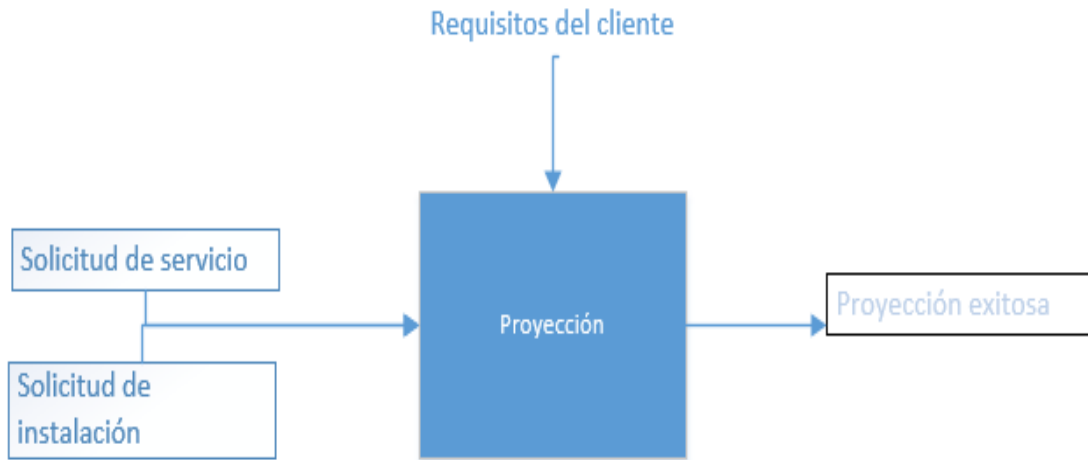 Requisitos del cliente
Solicitud de servicio
Proyección
Proyección exitosa
Solicitud de
instalación